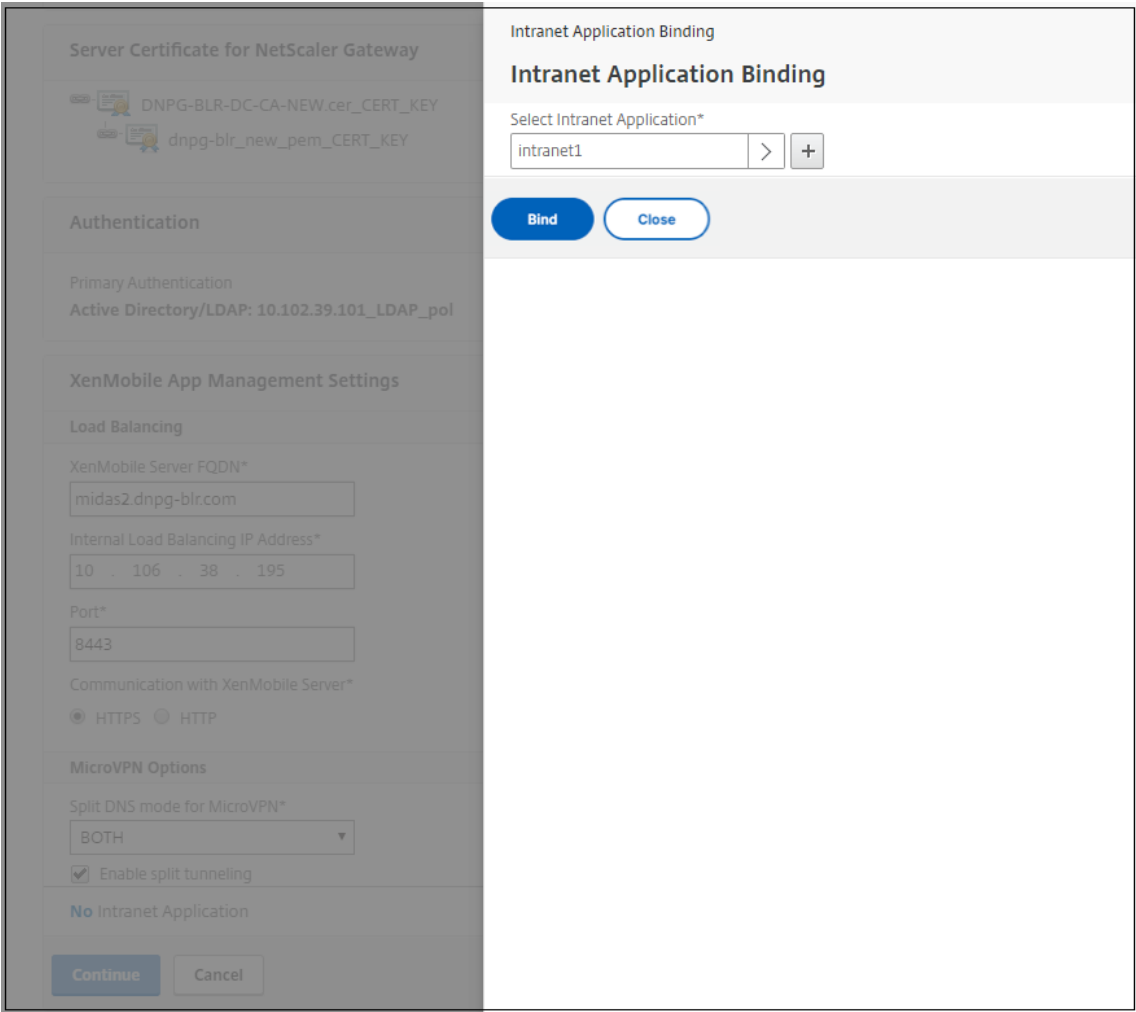 Server Certificate for NetScaler Gateway
DNPG-BLR-DC-CA-NEW.cer_CERT_KEY
dnpg-blr_new_pem_CERT_KEY
Authentication
Primary Authentication
Active Directory/LDAP: 10.102.39.101_LDAP_pol
XenMobile App Management Settings
Load Balancing
XenMobile Server FQDN*
midas2.dnpg-blr.com
Internal Load Balancing IP Address*
10 . 106 . 38 . 195
Port*
8443
Communication with XenMobile Server*
HTTPS HTTP
MicroVPN Options
Split DNS mode for MicroVPN*
BOTH
Enable split tunneling
No Intranet Application
Continue Cancel
Intranet Application Binding
Intranet Application Binding
Select Intranet Application*
intranet1
Bind Close